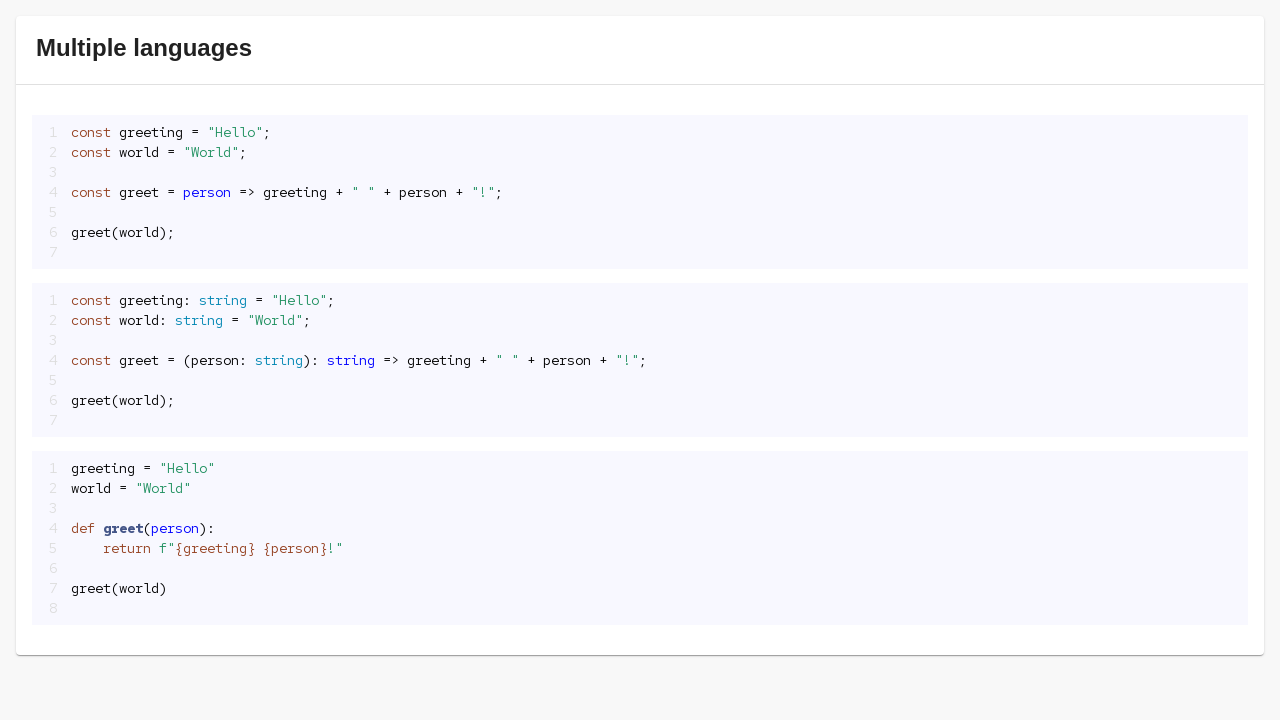 Multiple languages
1 const greeting = "Hello";
2 const world = "World";
3
4 const greet = person => greeting + " " + person + "!";
5
6 greet(world);
7
1 const greeting: string = "Hello";
2 const world: string = "World";
3
4 const greet = (person: string): string => greeting + " " + person + "!";
5
6 greet(world);
7
1 greeting = "Hello"
2 world = "World"
3
4 def greet(person):
5     return f"{greeting} {person}!"
6
7 greet(world)
8